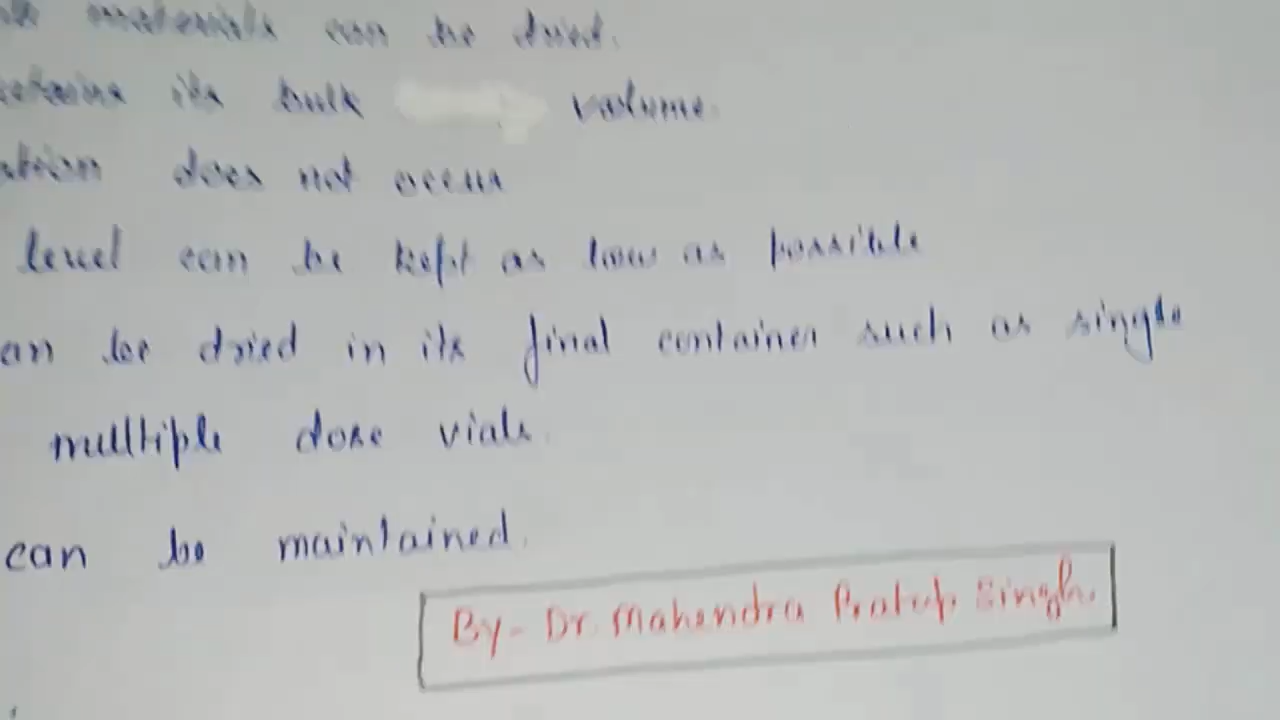 materials can be dried.
its bulk volume.
ation does not occur
level can be kept as low as possible
an be dried in its final container such as single
multiple dose vials.
can be maintained.
By - Dr. Mahendra Pratap Singh.